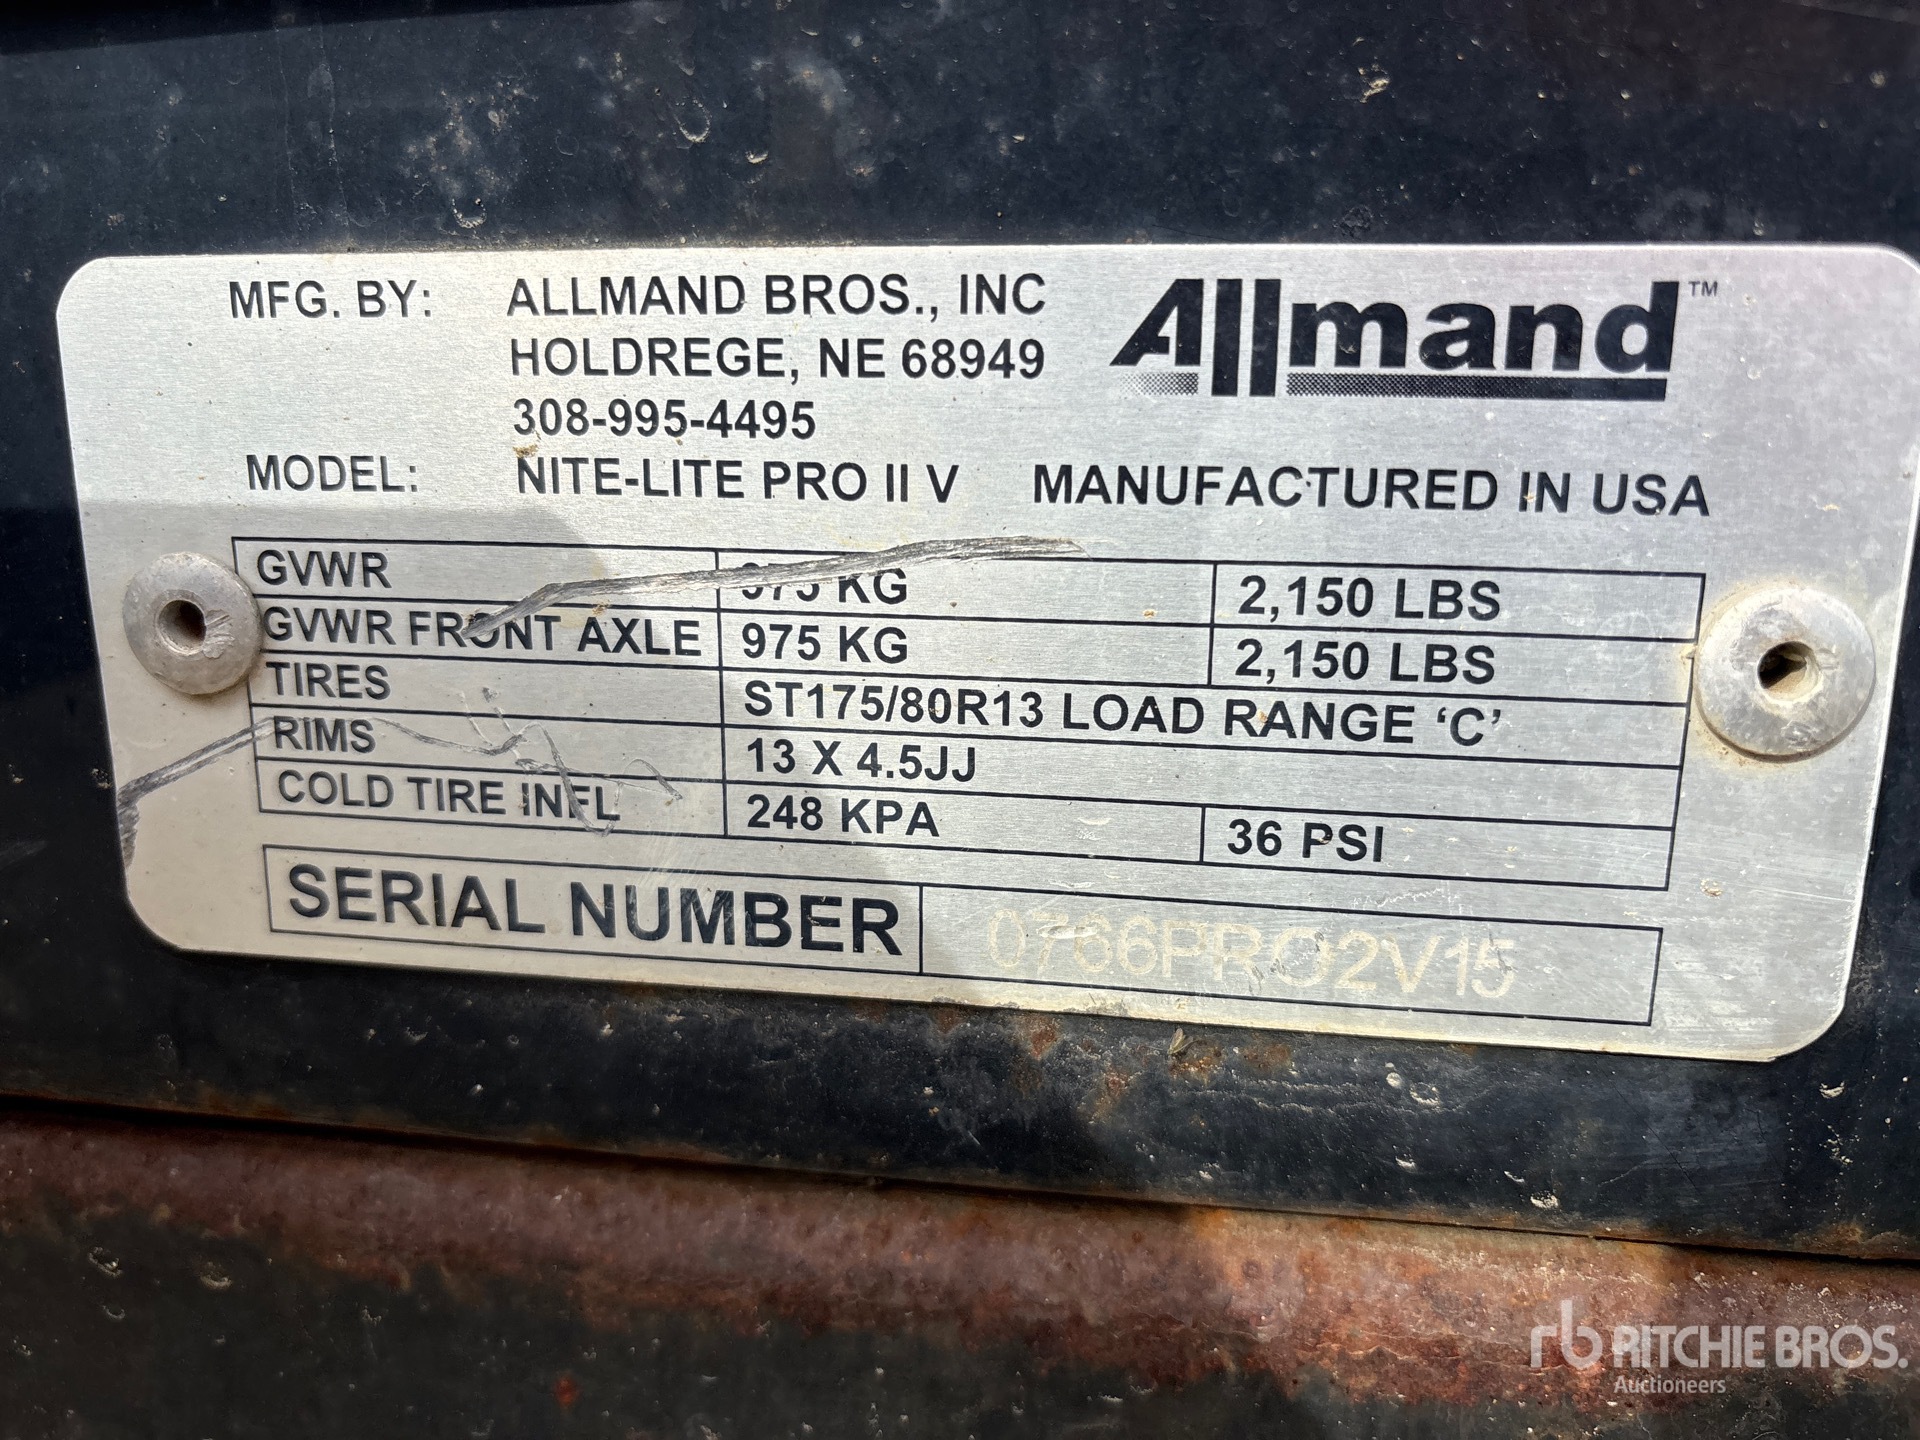 MFG. BY: ALLMAND BROS., INC
Allmand™
HOLDREGE, NE 68949
308-995-4495
MODEL: NITE-LITE PRO II V MANUFACTURED IN USA
GVWR 975 KG 2,150 LBS
GVWR FRONT AXLE 975 KG 2,150 LBS
TIRES ST175/80R13 LOAD RANGE ‘C’
RIMS 13 X 4.5JJ
COLD TIRE INFL 248 KPA 36 PSI
SERIAL NUMBER 0766PRO2V15
rb RITCHIE BROS.
Auctioneers